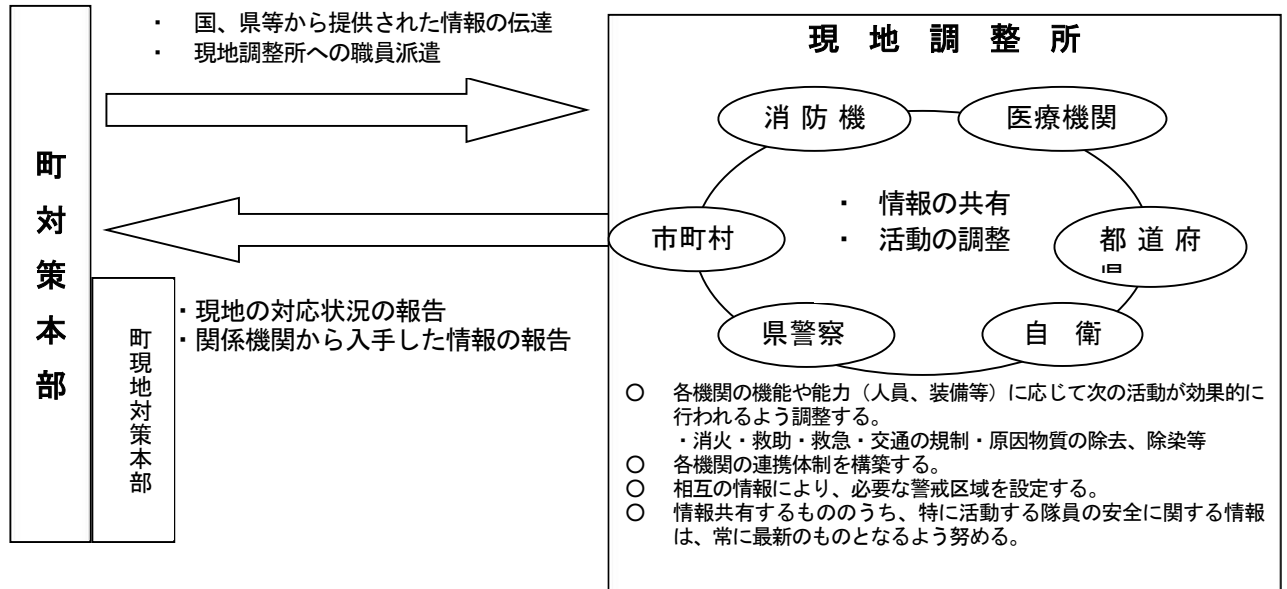 ・ 国、県等から提供された情報の伝達
・ 現地調整所への職員派遣
町対策本部
町現地対策本部
・現地の対応状況の報告
・関係機関から入手した情報の報告
現 地 調 整 所
消 防 機
医療機関
市町村
・ 情報の共有
・ 活動の調整
都 道 府
県警察
自 衛
○ 各機関の機能や能力（人員、装備等）に応じて次の活動が効果的に
行われるよう調整する。
・消火・救助・救急・交通の規制・原因物質の除去、除染等
○ 各機関の連携体制を構築する。
○ 相互の情報により、必要な警戒区域を設定する。
○ 情報共有するもののうち、特に活動する隊員の安全に関する情報
は、常に最新のものとなるよう努める。